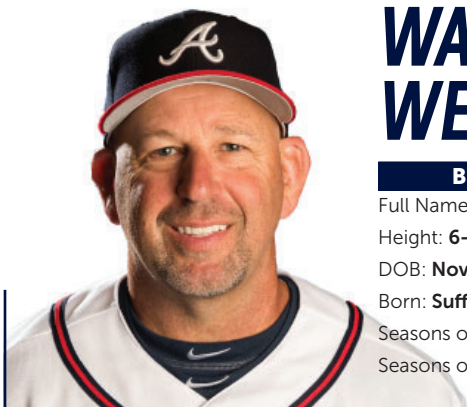 A
WA
WE
B
Full Name
Height: 6-
DOB: Nov
Born: Suff
Seasons o
Seasons o